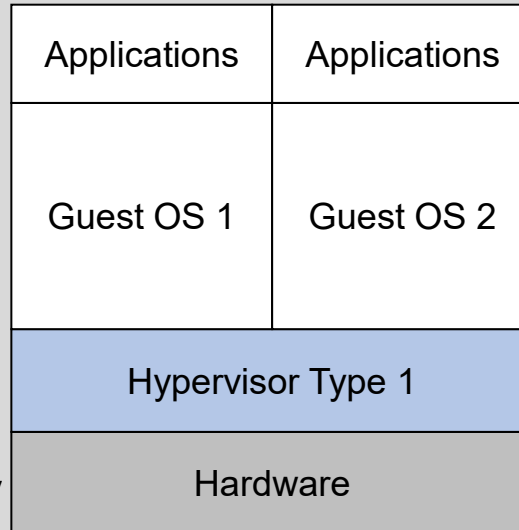 Applications
Applications
Guest OS 1
Guest OS 2
Hypervisor Type 1
Hardware